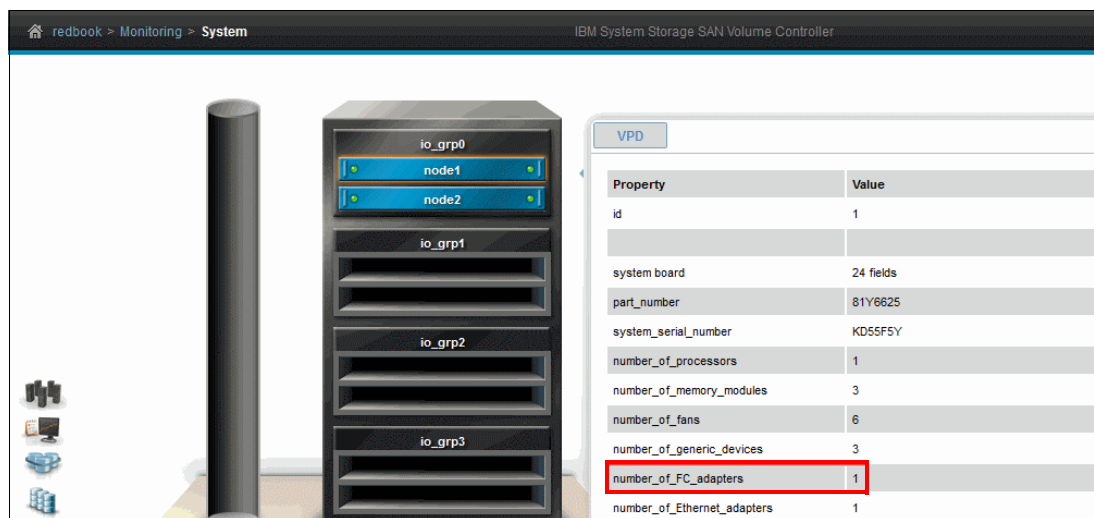 redbook > Monitoring > System
IBM System Storage SAN Volume Controller
io_grp0
node1
node2
io_grp1
io_grp2
io_grp3
VPD
Property Value
id 1
system board 24 fields
part_number 81Y6625
system_serial_number KD55F5Y
number_of_processors 1
number_of_memory_modules 3
number_of_fans 6
number_of_generic_devices 3
number_of_FC_adapters 1
number_of_Ethernet_adapters 1